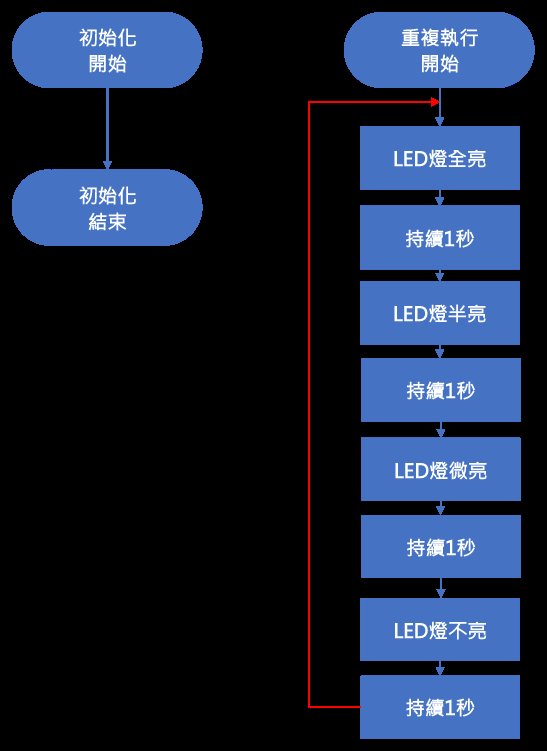 初始化
開始
初始化
結束
重複執行
開始
LED燈全亮
持續1秒
LED燈半亮
持續1秒
LED燈微亮
持續1秒
LED燈不亮
持續1秒